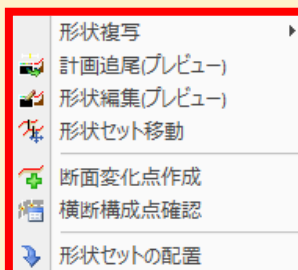 形状複写
計画追尾(プレビュー)
形状編集(プレビュー)
形状セット移動
断面変化点作成
横断構成点確認
形状セットの配置